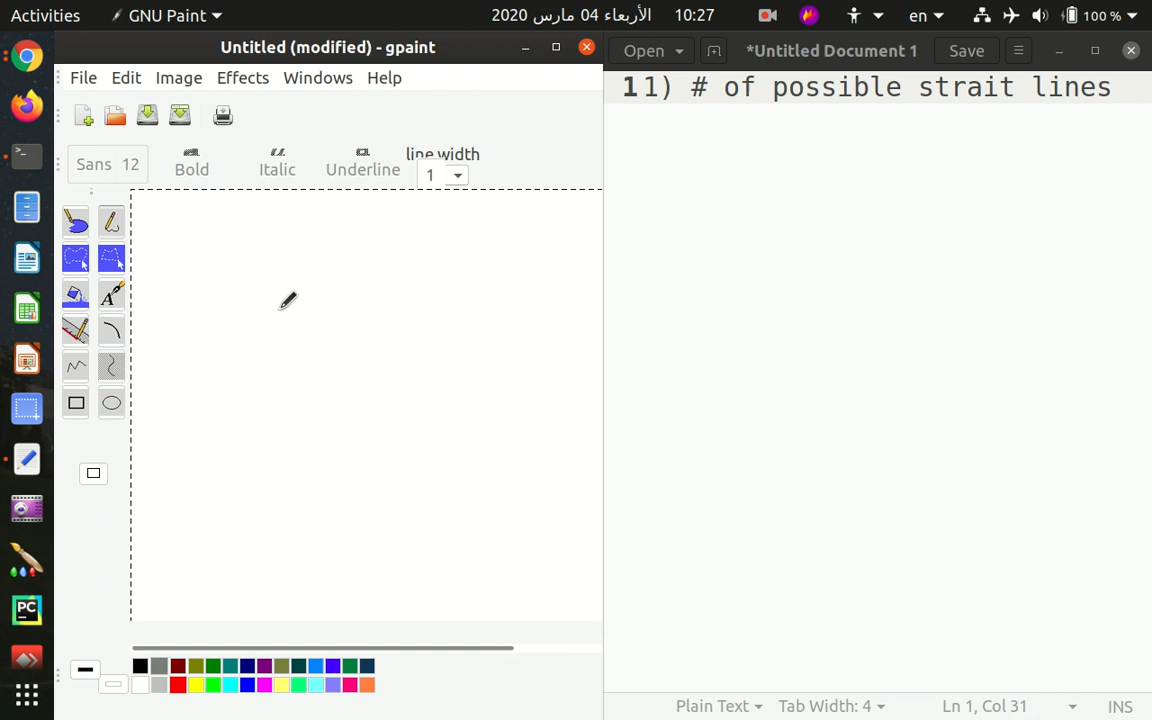 Activities
GNU Paint
الأربعاء 04 مارس 2020
10:27
en
100 %
Untitled (modified) - gpaint
File Edit Image Effects Windows Help
Sans 12
Bold
Italic
Underline
line width
1
Open
*Untitled Document 1
Save
1 1) # of possible strait lines
Plain Text
Tab Width: 4
Ln 1, Col 31
INS
PC